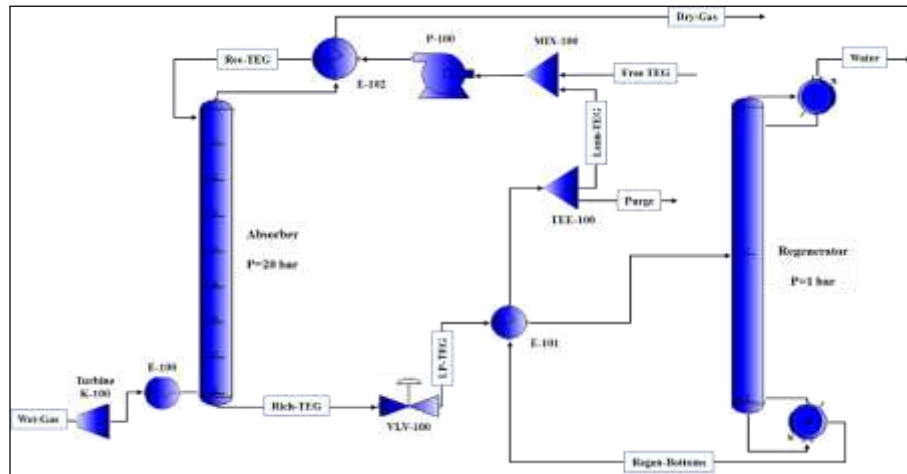 Dry-Gas
P-100
MIX-100
Rec-TEG
Water
E-102
Free TEG
Lean-TEG
Purge
TEE-100
Absorber
P=20 bar
Regenerator
P=1 bar
E-101
LP-TEG
E-100
Turbine
K-100
Wet-Gas
Rich-TEG
VLV-100
Regen-Bottoms